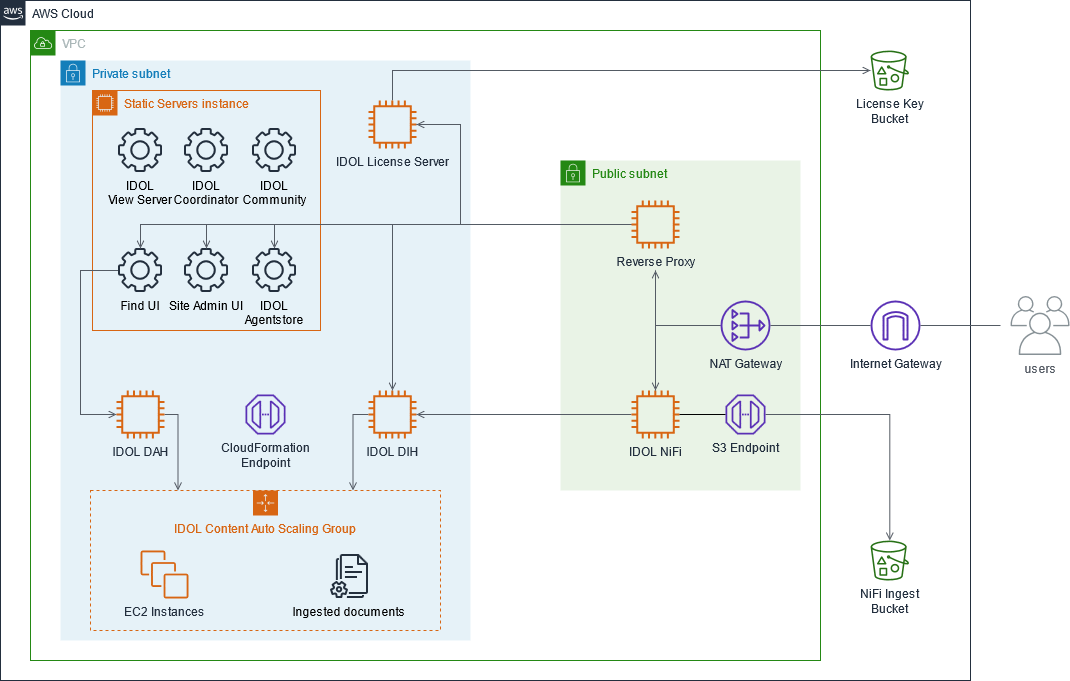 aws
AWS Cloud
VPC
Private subnet
Static Servers instance
IDOL
View Server
IDOL
Coordinator
IDOL
Community
Find UI
Site Admin UI
IDOL
Agentstore
IDOL License Server
License Key
Bucket
Public subnet
Reverse Proxy
NAT Gateway
Internet Gateway
users
IDOL DAH
CloudFormation
Endpoint
IDOL DIH
IDOL NiFi
S3 Endpoint
IDOL Content Auto Scaling Group
EC2 Instances
Ingested documents
NiFi Ingest
Bucket